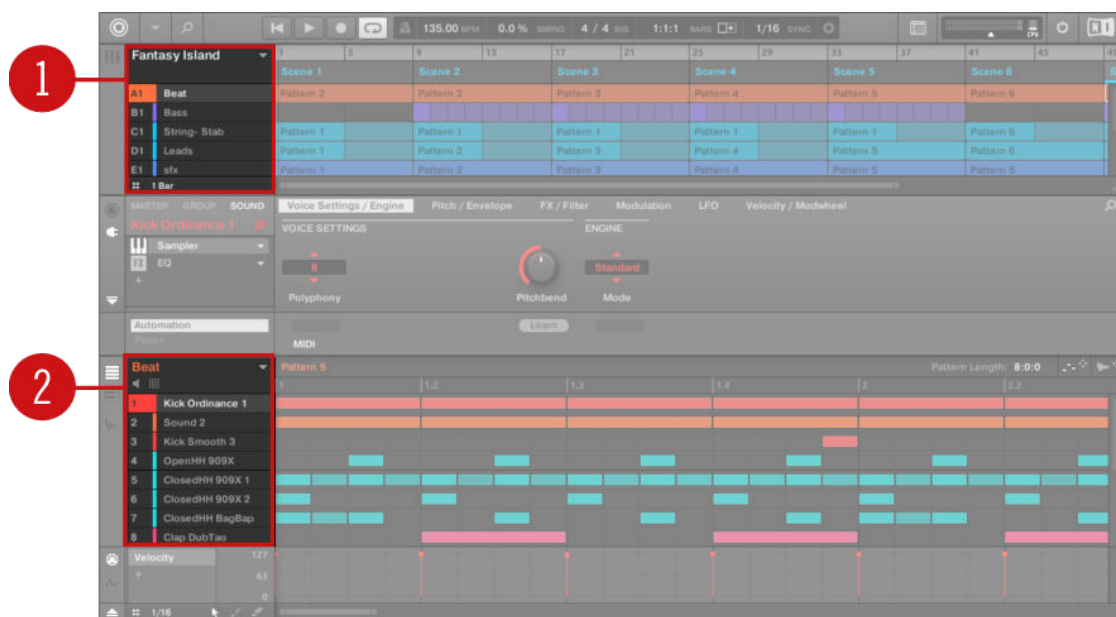 135.00 BPM 0.0 % SWING 4 / 4 SIG 1:1:1 BARS 1/16 SYNC CPU
1
Fantasy Island 1 5 9 13 17 21 25 29 33 37 41 45
Scene 1 Scene 2 Scene 3 Scene 4 Scene 5 Scene 6
A1 Beat Pattern 2 Pattern 2 Pattern 3 Pattern 4 Pattern 5 Pattern 6
B1 Bass
C1 String- Stab Pattern 1 Pattern 1 Pattern 1 Pattern 1 Pattern 1 Pattern 6
D1 Leads Pattern 1 Pattern 2 Pattern 3 Pattern 4 Pattern 5 Pattern 6
E1 sfx Pattern 1 Pattern 2 Pattern 3 Pattern 4 Pattern 5 Pattern 5
1 Bar
MASTER GROUP SOUND Voice Settings / Engine Pitch / Envelope FX / Filter Modulation LFO Velocity / Modwheel
Kick Ordinance 1 VOICE SETTINGS ENGINE
Sampler
FX EQ 8 Standard
+
Polyphony Pitchbend Mode
Automation Learn
Pages MIDI
2
Beat Pattern 5 Pattern Length: 8:0:0
1 1.2 1.3 1.4 2 2.2
1 Kick Ordinance 1
2 Sound 2
3 Kick Smooth 3
4 OpenHH 909X
5 ClosedHH 909X 1
6 ClosedHH 909X 2
7 ClosedHH BagBap
8 Clap DubTao
Velocity 127
+ 63
0
1/16